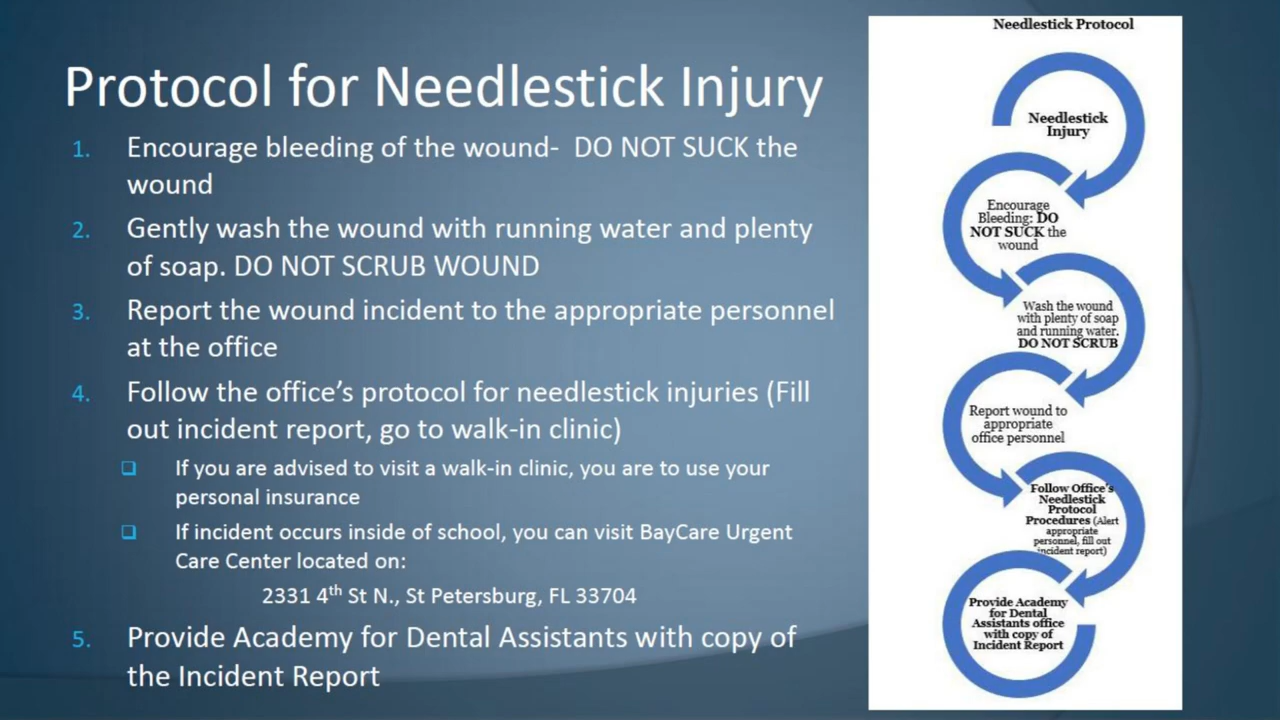 Protocol for Needlestick Injury
1. Encourage bleeding of the wound- DO NOT SUCK the
wound
2. Gently wash the wound with running water and plenty
of soap. DO NOT SCRUB WOUND
3. Report the wound incident to the appropriate personnel
at the office
4. Follow the office’s protocol for needlestick injuries (Fill
out incident report, go to walk-in clinic)
❑ If you are advised to visit a walk-in clinic, you are to use your
personal insurance
❑ If incident occurs inside of school, you can visit BayCare Urgent
Care Center located on:
2331 4th St N., St Petersburg, FL 33704
5. Provide Academy for Dental Assistants with copy of
the Incident Report
Needlestick Protocol
Needlestick
Injury
Encourage
Bleeding: DO
NOT SUCK the
wound
Wash the wound
with plenty of soap
and running water.
DO NOT SCRUB
Report wound to
appropriate
office personnel
Follow Office's
Needlestick
Protocol
Procedures (Alert
appropriate
personnel, fill out
incident report)
Provide Academy
for Dental
Assistants office
with copy of
Incident Report